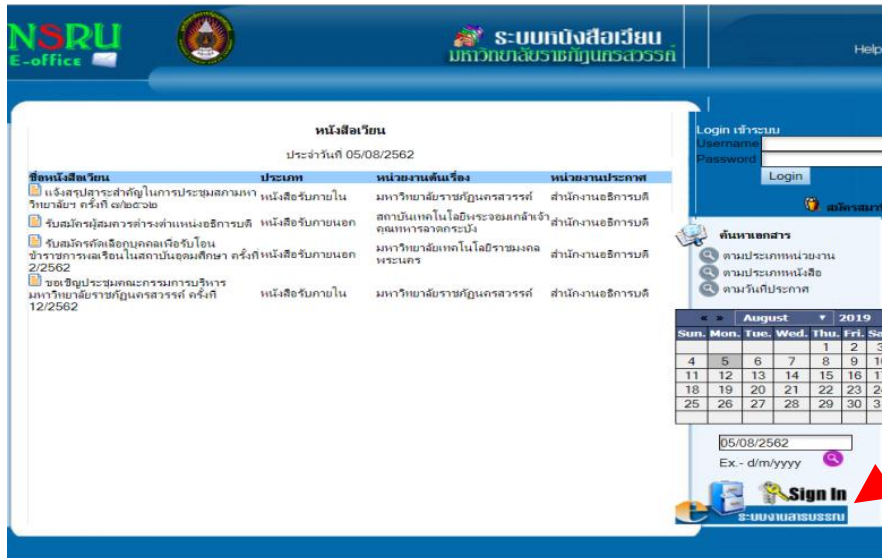 NSRU
E-office
ระบบหนังสือเวียน
มหาวิทยาลัยราชภัฏนครสวรรค์
Help
หนังสือเวียน
ประจำวันที่ 05/08/2562
ชื่อหนังสือเวียน ประเภท หน่วยงานต้นเรื่อง หน่วยงานประกาศ
แจ้งสรุปสาระสำคัญในการประชุมสภามหา
วิทยาลัยฯ ครั้งที่ ๗/๒๕๖๒ หนังสือรับภายใน มหาวิทยาลัยราชภัฏนครสวรรค์ สำนักงานอธิการบดี
รับสมัครผู้สมควรดำรงตำแหน่งอธิการบดี หนังสือรับภายนอก สถาบันเทคโนโลยีพระจอมเกล้าเจ้า
คุณทหารลาดกระบัง สำนักงานอธิการบดี
รับสมัครคัดเลือกบุคคลเพื่อรับโอน
ข้าราชการพลเรือนในสถาบันอุดมศึกษา ครั้งที่
2/2562 หนังสือรับภายนอก มหาวิทยาลัยเทคโนโลยีราชมงคล
พระนคร สำนักงานอธิการบดี
ขอเชิญประชุมคณะกรรมการบริหาร
มหาวิทยาลัยราชภัฏนครสวรรค์ ครั้งที่
12/2562 หนังสือรับภายใน มหาวิทยาลัยราชภัฏนครสวรรค์ สำนักงานอธิการบดี
Login เข้าระบบ
Username
Password
Login
ค้นหาเอกสาร
ตามประเภทหน่วยงาน
ตามประเภทหนังสือ
ตามวันที่ประกาศ
« » August 2019
Sun. Mon. Tue. Wed. Thu. Fri. Sa
1 2 3
4 5 6 7 8 9 10
11 12 13 14 15 16 17
18 19 20 21 22 23 24
25 26 27 28 29 30 3
05/08/2562
Ex.- d/m/yyyy
Sign In
ระบบงานสารบรรณ